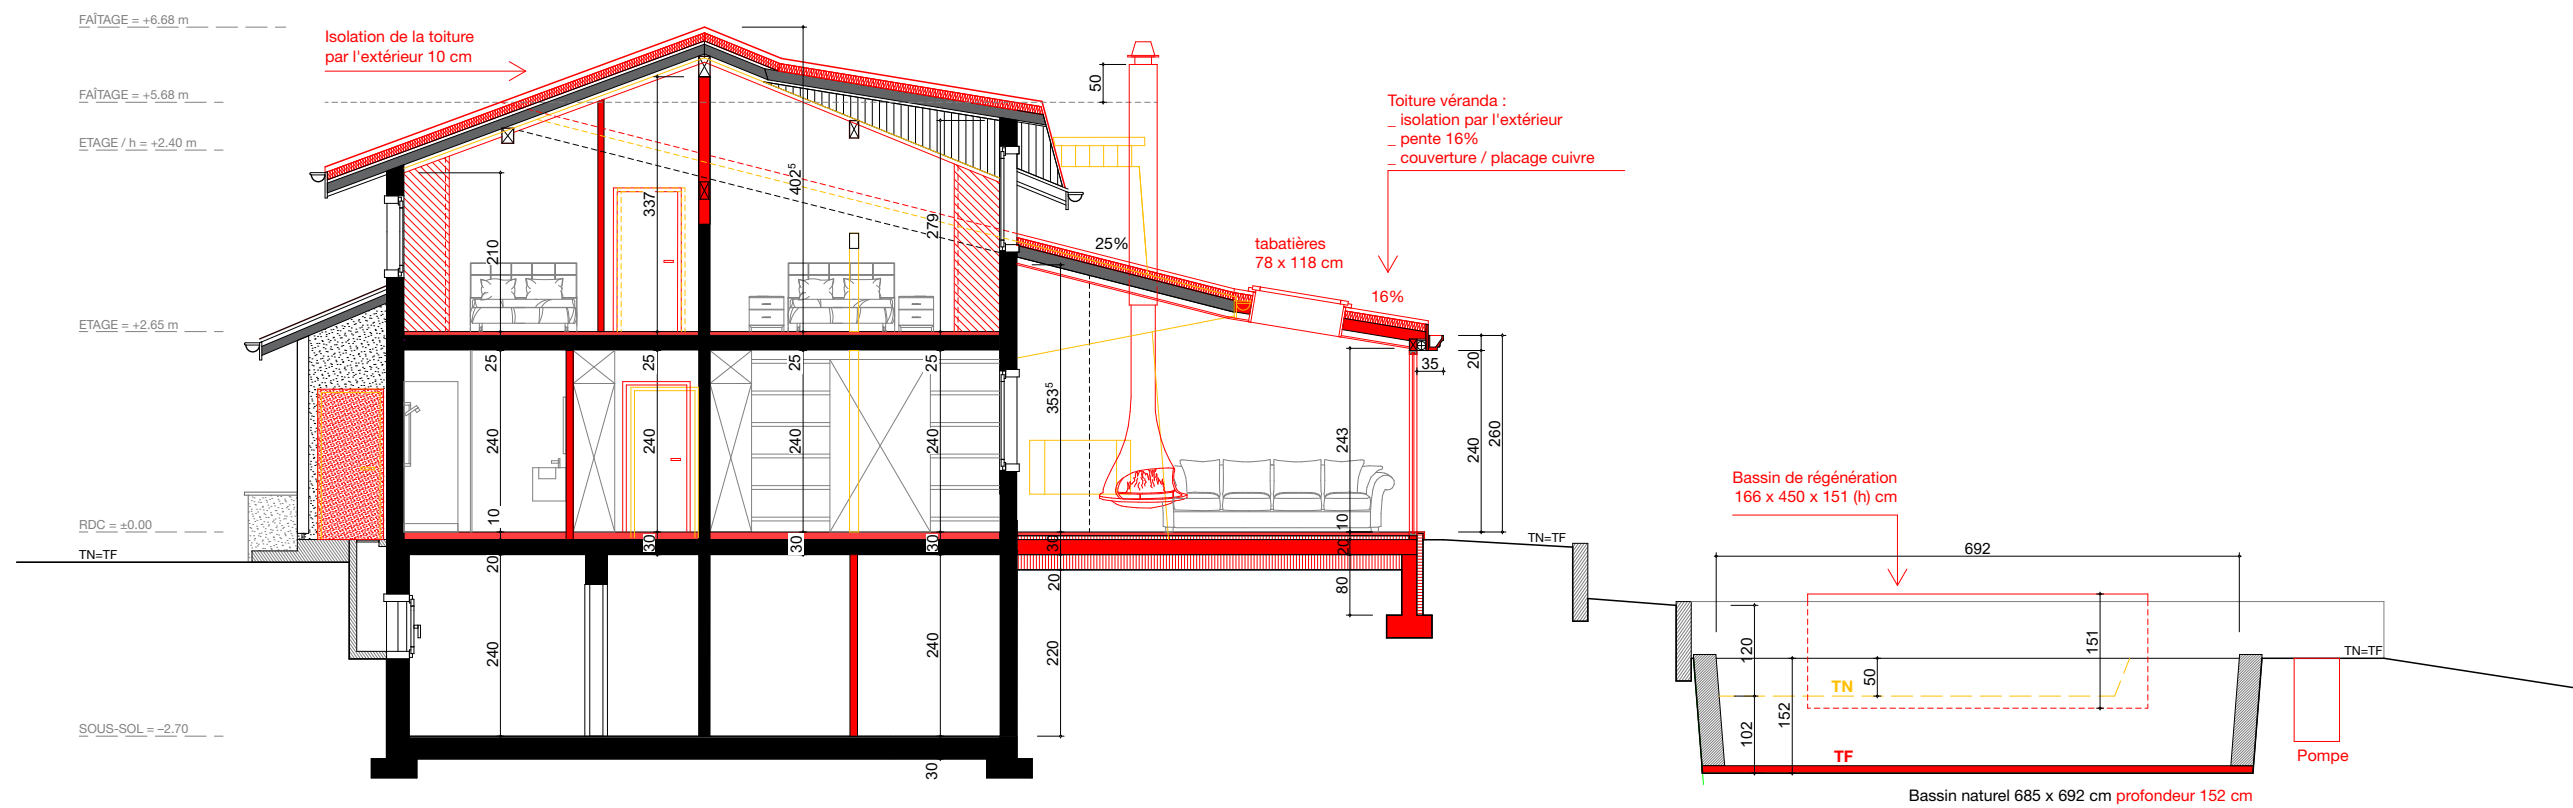 FAÎTAGE = +6.68 m
Isolation de la toiture
par l'extérieur 10 cm
FAÎTAGE = +5.68 m
ETAGE / h = +2.40 m
ETAGE = +2.65 m
RDC = ±0.00
TN=TF
SOUS-SOL = –2.70
50
Toiture véranda :
_ isolation par l'extérieur
_ pente 16%
_ couverture / placage cuivre
337
402⁵
279
210
25%
tabatières
78 x 118 cm
16%
35
25
25
25
25
353⁵
20
240
240
240
240
243
240
260
10
10
30
30
30
30
20
20
20
80
240
240
220
30
TN=TF
Bassin de régénération
166 x 450 x 151 (h) cm
692
151
120
50
TN
152
102
TF
TN=TF
Pompe
Bassin naturel 685 x 692 cm profondeur 152 cm